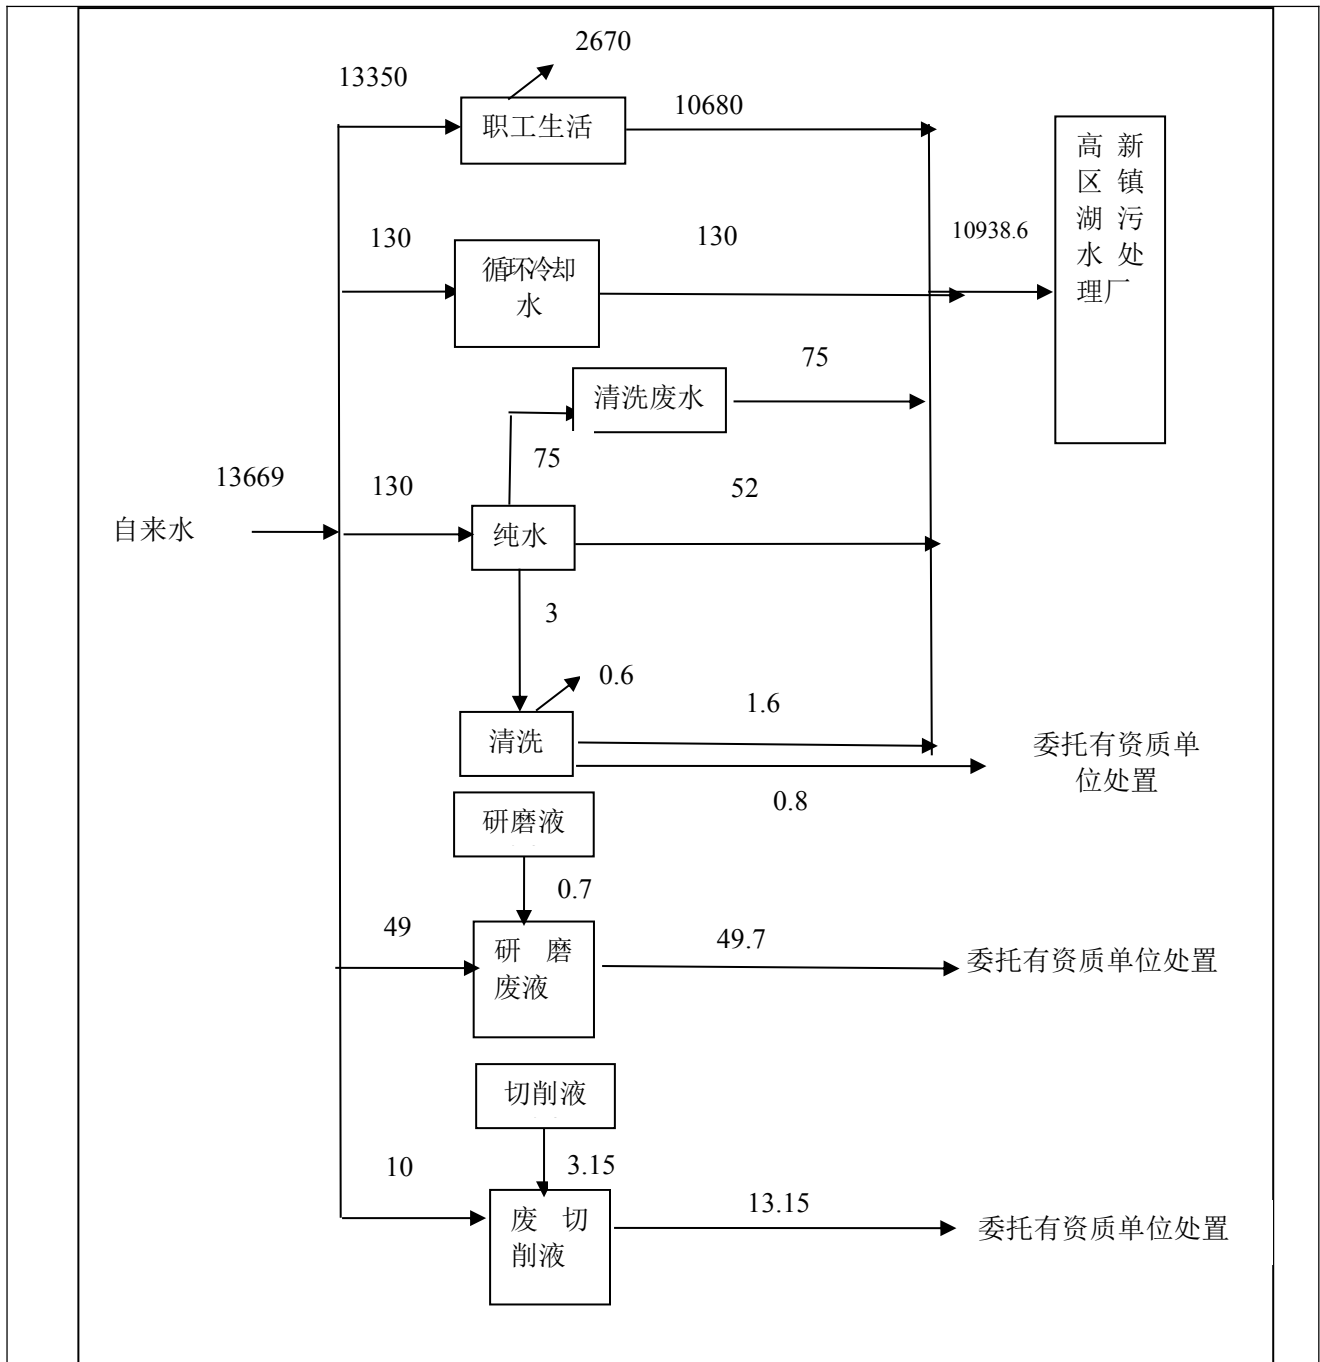 2670
13350
职工生活
10680
高新
区镇
湖污
水处
理厂
130
循环冷却
水
130
10938.6
75
清洗废水
75
13669
130
52
自来水
纯水
3
0.6
1.6
清洗
委托有资质单
位处置
0.8
研磨液
0.7
49
研磨
废液
49.7
委托有资质单位处置
切削液
10
3.15
废切
削液
13.15
委托有资质单位处置